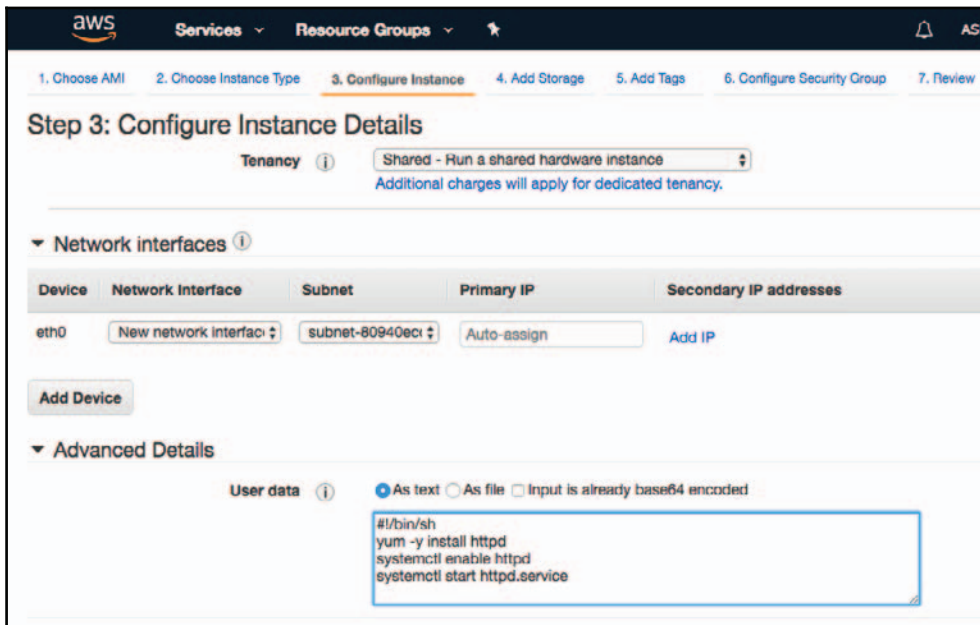 aws Services Resource Groups AS
1. Choose AMI 2. Choose Instance Type 3. Configure Instance 4. Add Storage 5. Add Tags 6. Configure Security Group 7. Review
Step 3: Configure Instance Details
Tenancy i Shared - Run a shared hardware instance
Additional charges will apply for dedicated tenancy.
Network interfaces i
Device Network Interface Subnet Primary IP Secondary IP addresses
eth0 New network interfac subnet-80940ec Auto-assign Add IP
Add Device
Advanced Details
User data i As text As file Input is already base64 encoded
#!/bin/sh
yum -y install httpd
systemctl enable httpd
systemctl start httpd.service